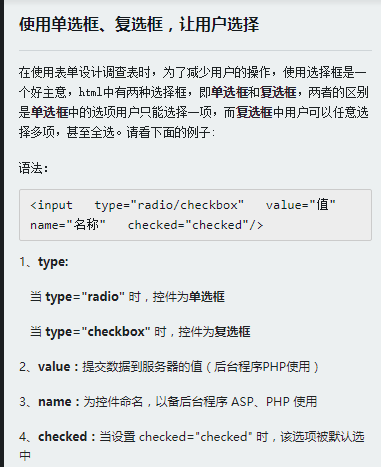 使用单选框、复选框，让用户选择
在使用表单设计调查表时，为了减少用户的操作，使用选择框是一
个好主意，html中有两种选择框，即单选框和复选框，两者的区别
是单选框中的选项用户只能选择一项，而复选框中用户可以任意选
择多项，甚至全选。请看下面的例子：
语法：
<input   type="radio/checkbox"   value="值"
name="名称"   checked="checked"/>
1、type:
当 type="radio" 时，控件为单选框
当 type="checkbox" 时，控件为复选框
2、value：提交数据到服务器的值（后台程序PHP使用）
3、name：为控件命名，以备后台程序 ASP、PHP 使用
4、checked：当设置 checked="checked" 时，该选项被默认选
中